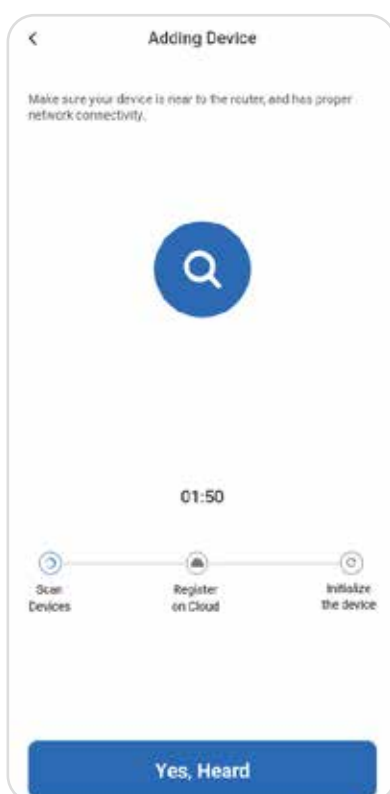 Adding Device
Make sure your device is near to the router, and has proper
network connectivity.
01:50
Scan
Devices
Register
on Cloud
Initialize
the device
Yes, Heard